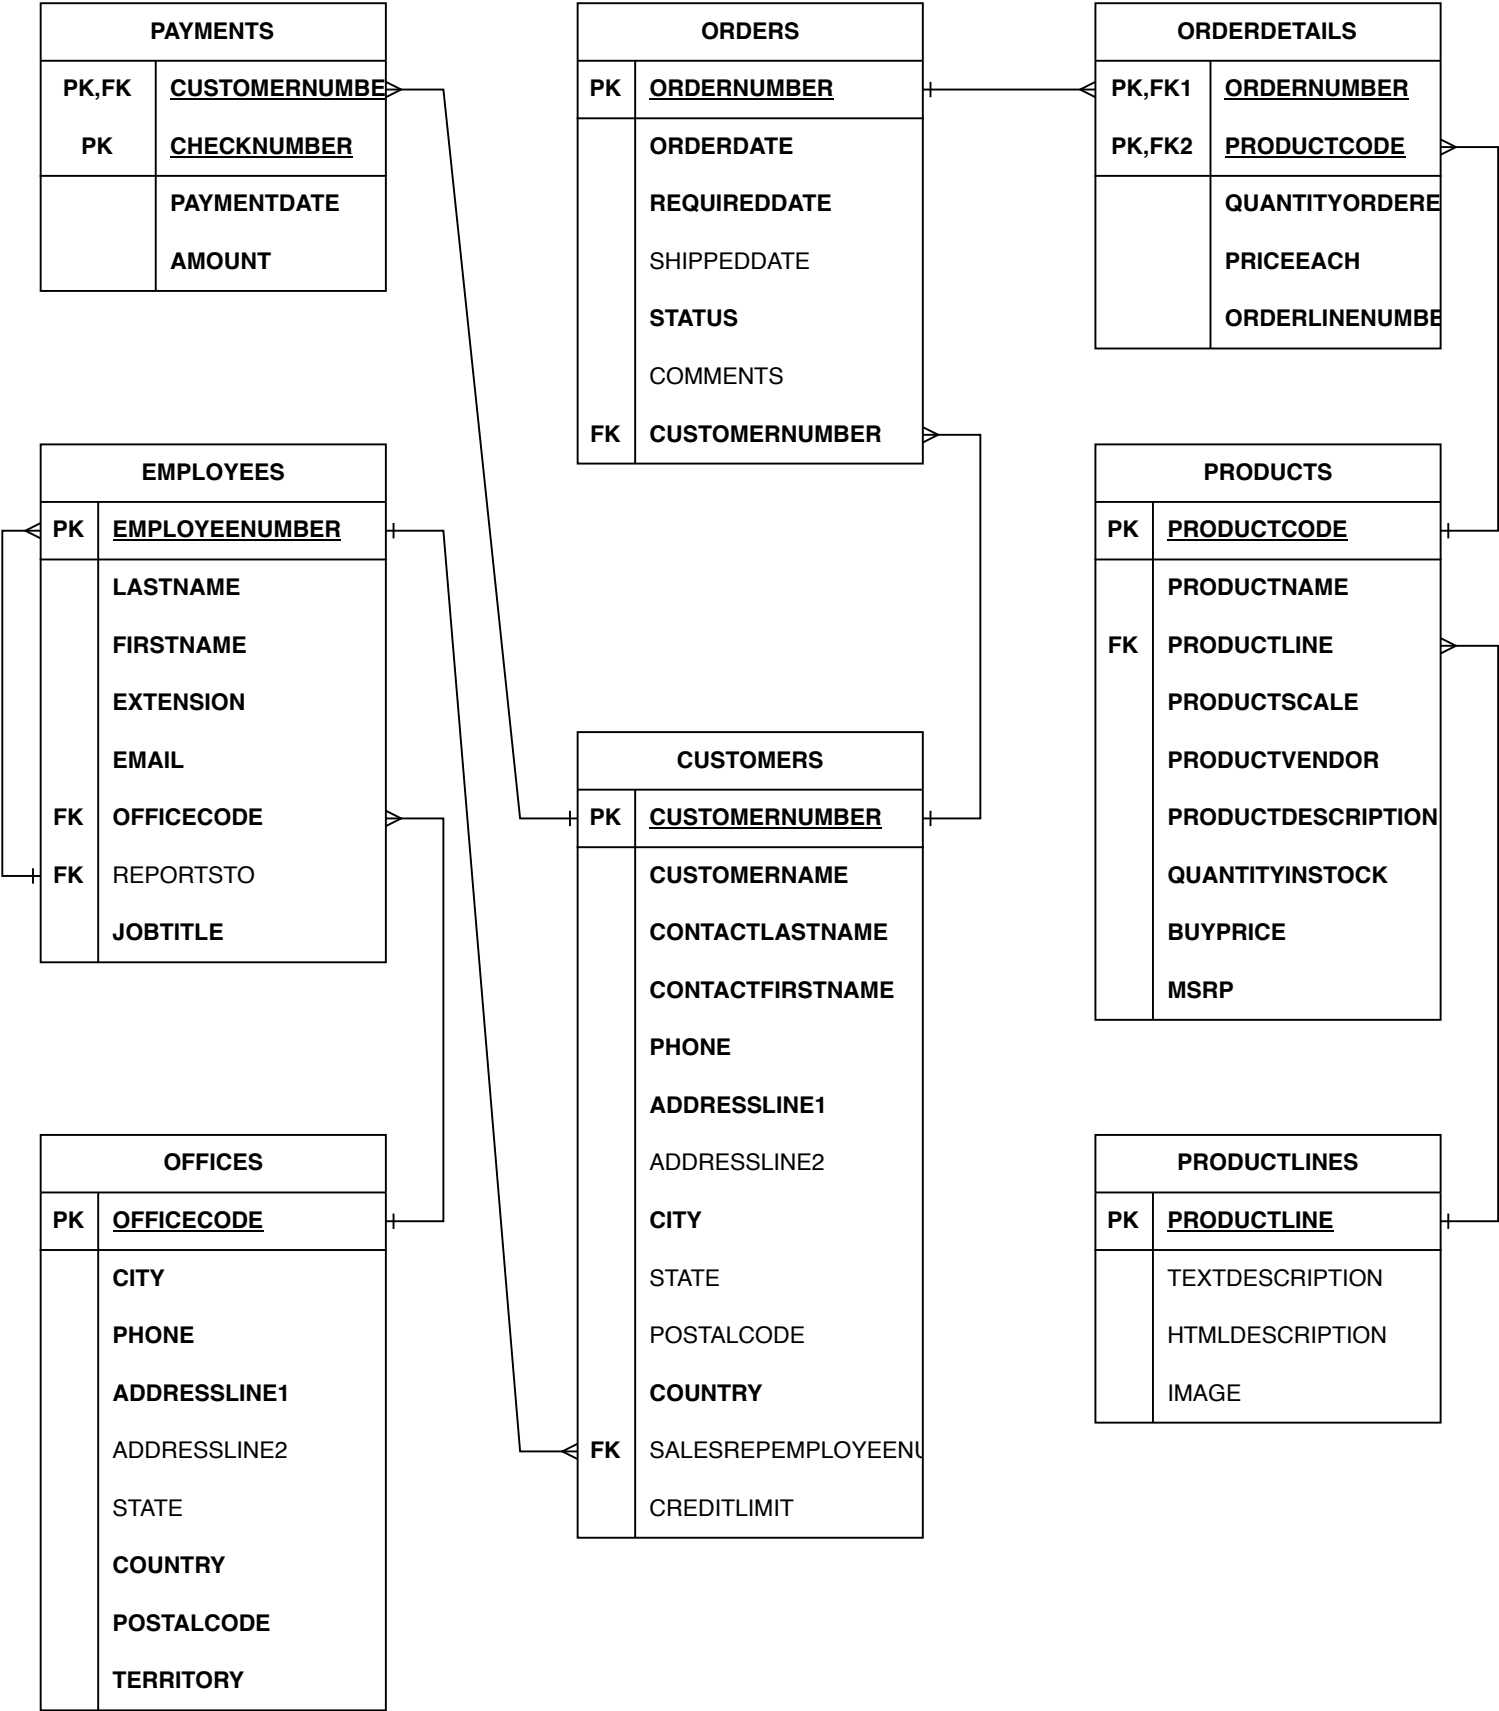 PAYMENTS
PK,FK CUSTOMERNUMBE
PK CHECKNUMBER
PAYMENTDATE
AMOUNT
ORDERS
PK ORDERNUMBER
ORDERDATE
REQUIREDDATE
SHIPPEDDATE
STATUS
COMMENTS
FK CUSTOMERNUMBER
ORDERDETAILS
PK,FK1 ORDERNUMBER
PK,FK2 PRODUCTCODE
QUANTITYORDERE
PRICEEACH
ORDERLINENUMBE
EMPLOYEES
PK EMPLOYEENUMBER
LASTNAME
FIRSTNAME
EXTENSION
EMAIL
FK OFFICECODE
FK REPORTSTO
JOBTITLE
CUSTOMERS
PK CUSTOMERNUMBER
CUSTOMERNAME
CONTACTLASTNAME
CONTACTFIRSTNAME
PHONE
ADDRESSLINE1
ADDRESSLINE2
CITY
STATE
POSTALCODE
COUNTRY
FK SALESREPEMPLOYEENU
CREDITLIMIT
PRODUCTS
PK PRODUCTCODE
PRODUCTNAME
FK PRODUCTLINE
PRODUCTSCALE
PRODUCTVENDOR
PRODUCTDESCRIPTION
QUANTITYINSTOCK
BUYPRICE
MSRP
OFFICES
PK OFFICECODE
CITY
PHONE
ADDRESSLINE1
ADDRESSLINE2
STATE
COUNTRY
POSTALCODE
TERRITORY
PRODUCTLINES
PK PRODUCTLINE
TEXTDESCRIPTION
HTMLDESCRIPTION
IMAGE